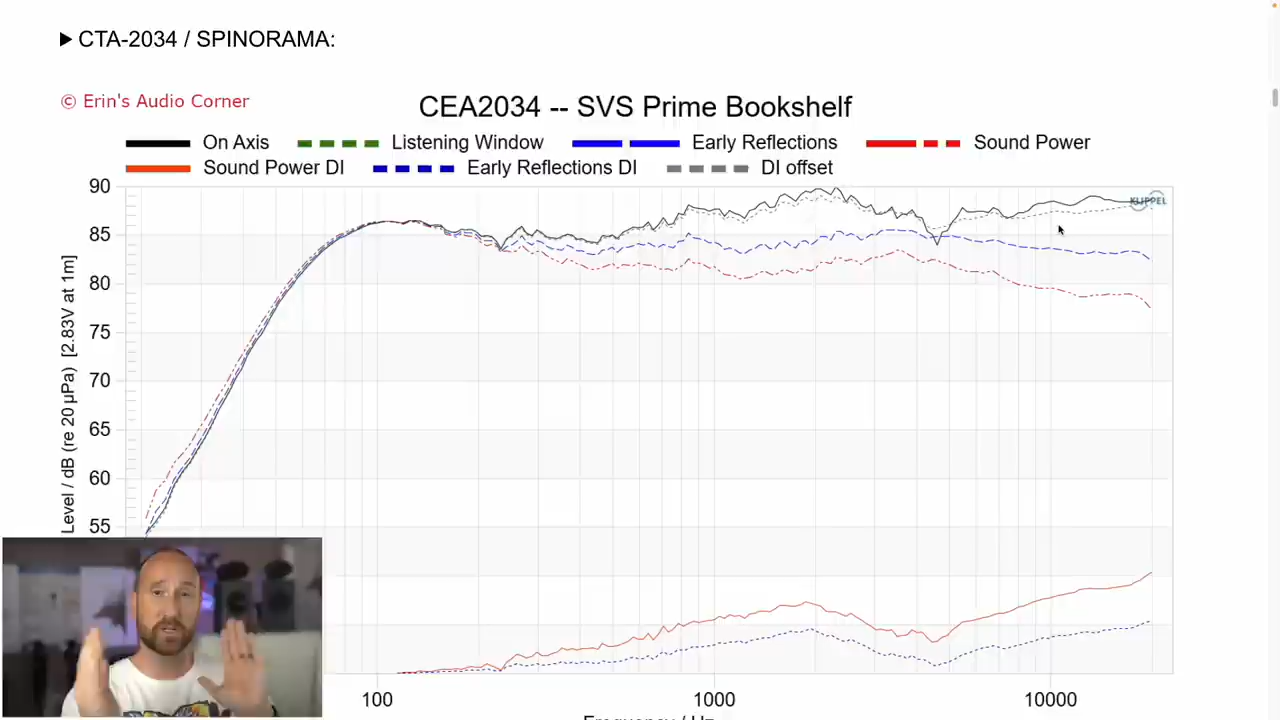 ▶ CTA-2034 / SPINORAMA:
© Erin's Audio Corner
CEA2034 -- SVS Prime Bookshelf
On Axis Listening Window Early Reflections Sound Power
Sound Power DI Early Reflections DI DI offset
90
KLIPPEL
85
80
75
70
65
60
55
Level / dB (re 20 µPa) [2.83V at 1m]
100 1000 10000
Frequency / Hz